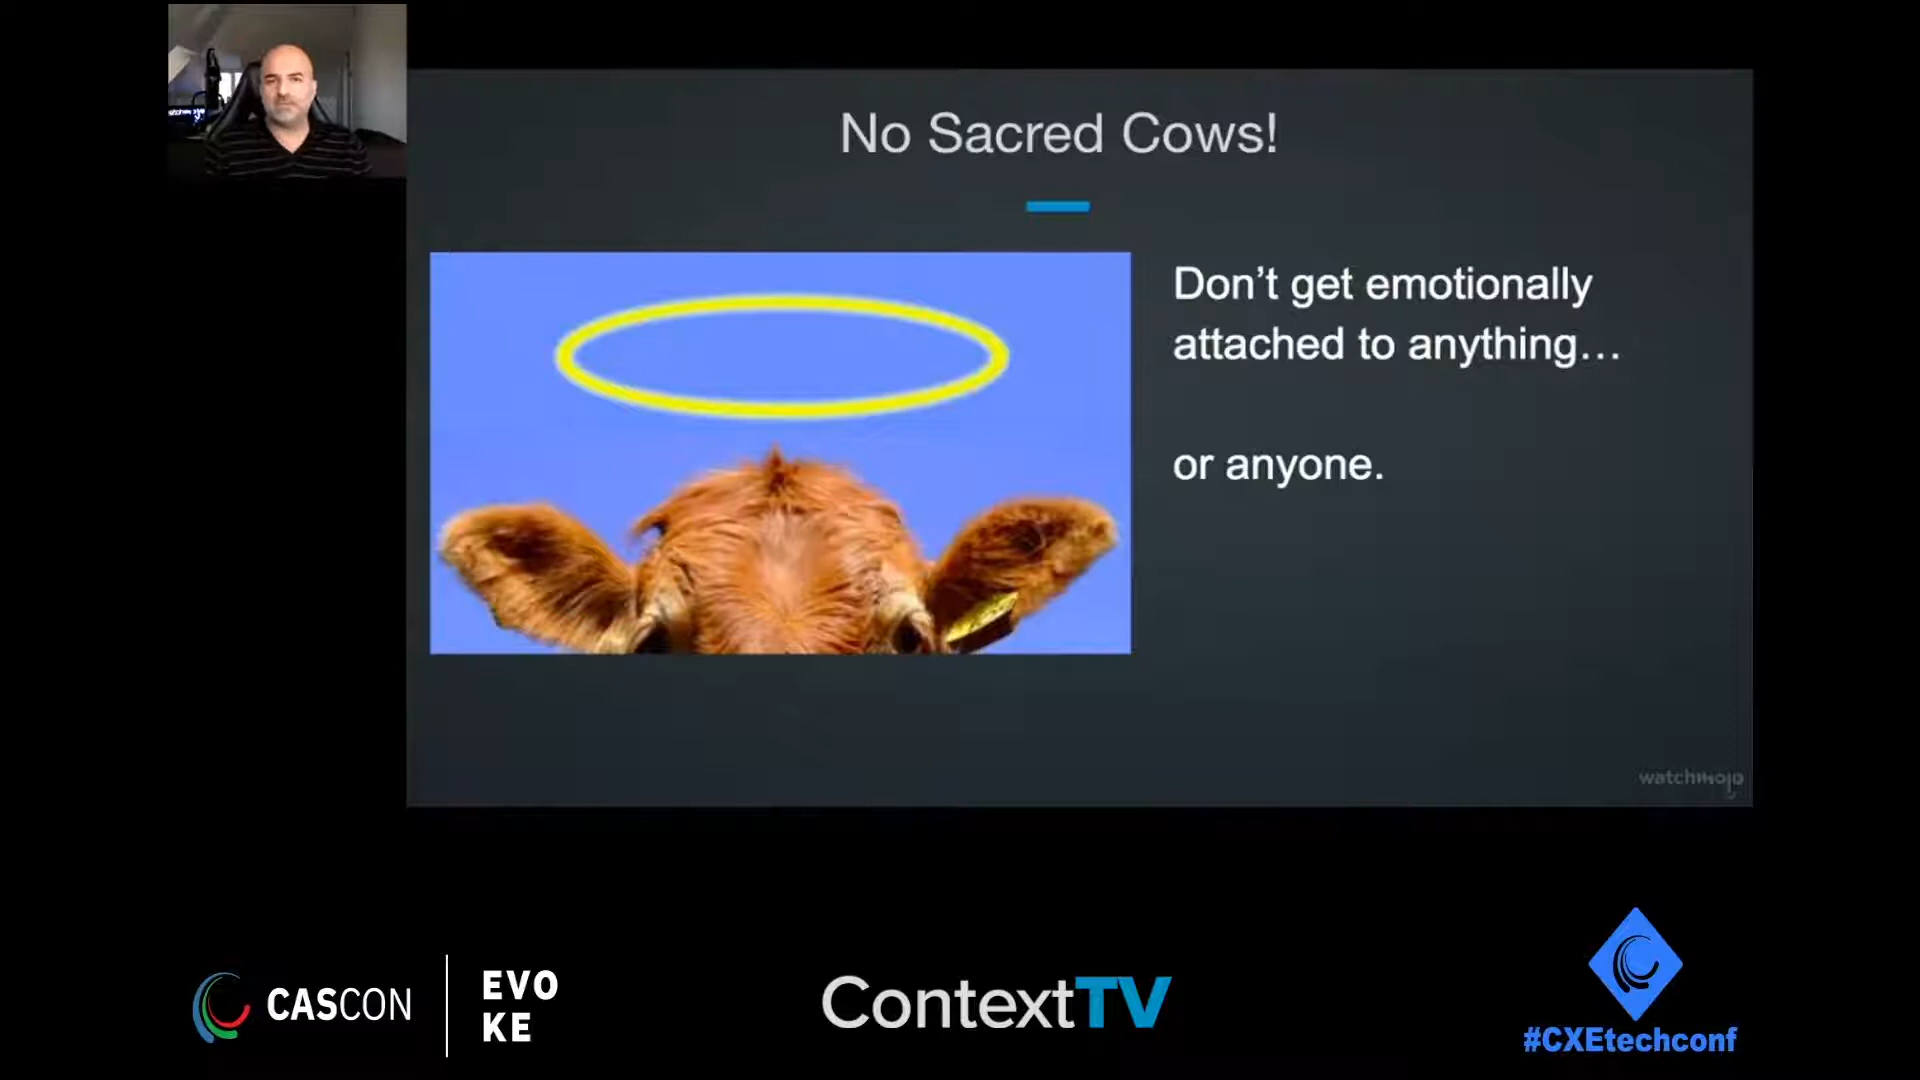 No Sacred Cows!
Don’t get emotionally
attached to anything…
or anyone.
watchmojo
CASCON
EVO
KE
ContextTV
#CXEtechconf